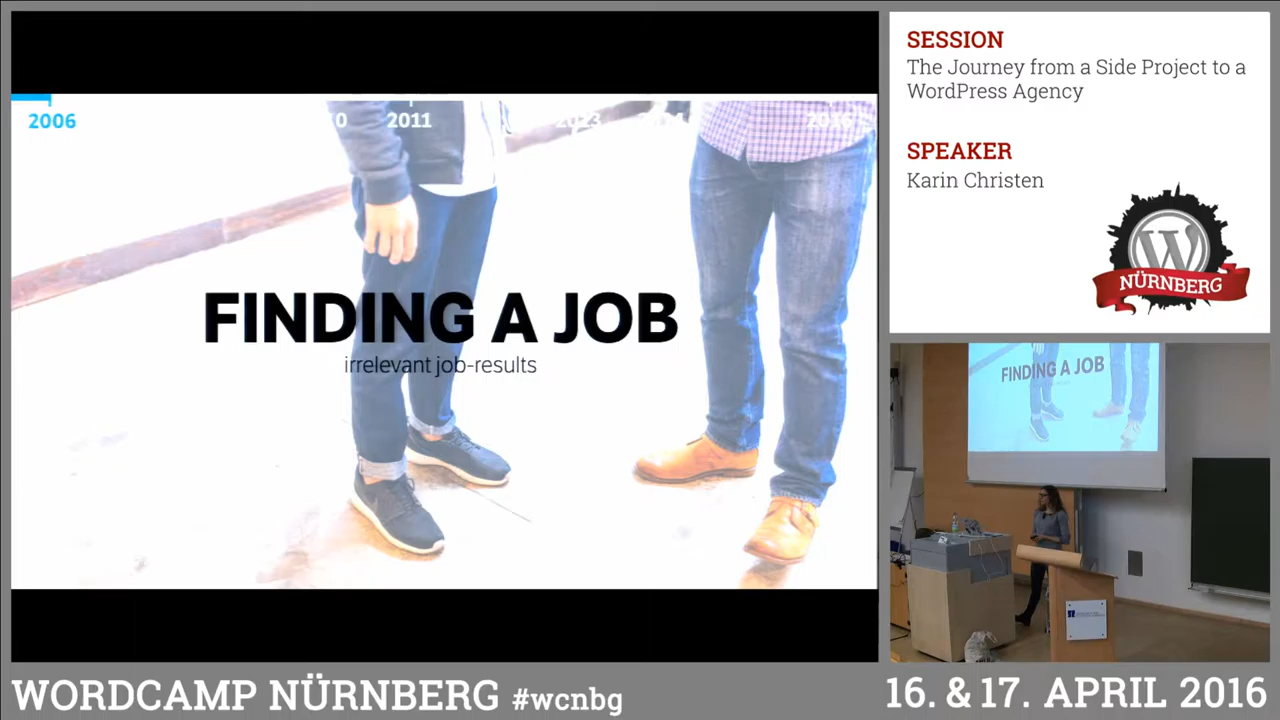 2006
2011
FINDING A JOB
irrelevant job-results
SESSION
The Journey from a Side Project to a
WordPress Agency
SPEAKER
Karin Christen
W
NÜRNBERG
FINDING A JOB
WORDCAMP NÜRNBERG #wcnbg
16. & 17. APRIL 2016